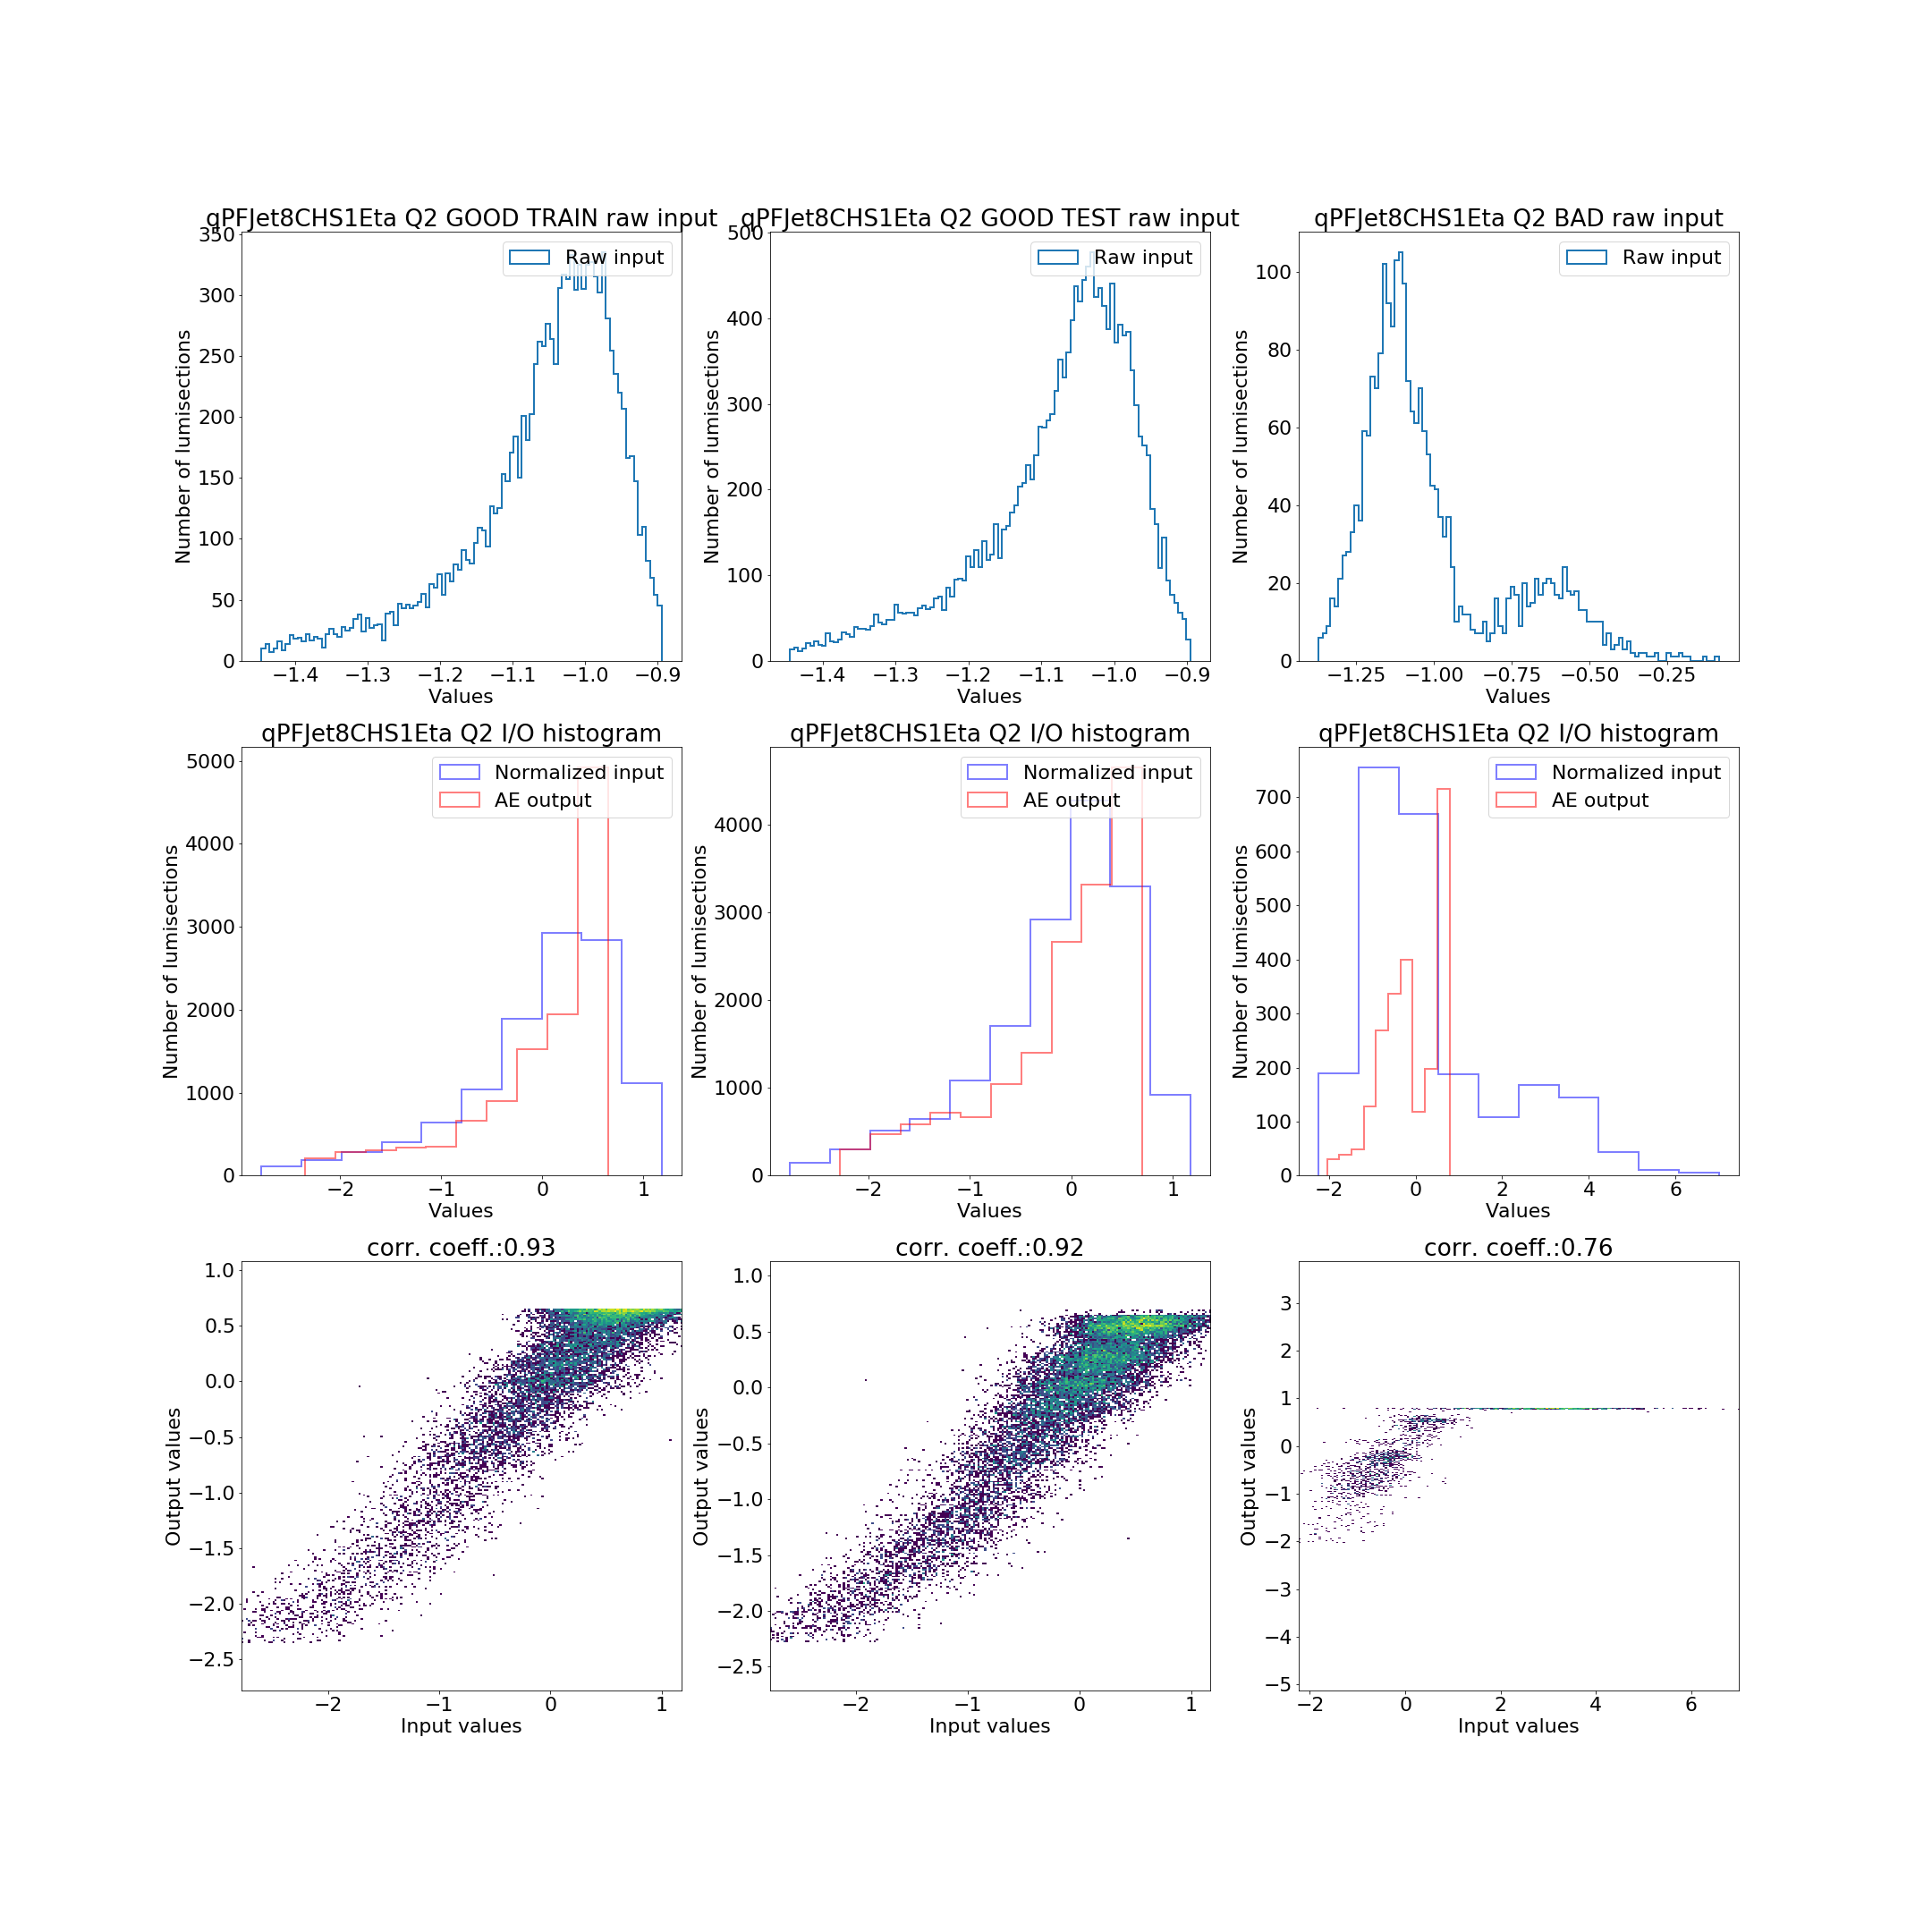 qPFJet8CHS1Eta Q2 GOOD TRAIN raw input
Raw input
350
300
250
200
150
100
50
0
Number of lumisections
−1.4 −1.3 −1.2 −1.1 −1.0 −0.9
Values
qPFJet8CHS1Eta Q2 GOOD TEST raw input
Raw input
500
400
300
200
100
0
Number of lumisections
−1.4 −1.3 −1.2 −1.1 −1.0 −0.9
Values
qPFJet8CHS1Eta Q2 BAD raw input
Raw input
100
80
60
40
20
0
Number of lumisections
−1.25 −1.00 −0.75 −0.50 −0.25
Values
qPFJet8CHS1Eta Q2 I/O histogram
Normalized input
AE output
5000
4000
3000
2000
1000
0
Number of lumisections
−2 −1 0 1
Values
qPFJet8CHS1Eta Q2 I/O histogram
Normalized input
AE output
4000
3000
2000
1000
0
Number of lumisections
−2 −1 0 1
Values
qPFJet8CHS1Eta Q2 I/O histogram
Normalized input
AE output
700
600
500
400
300
200
100
0
Number of lumisections
−2 0 2 4 6
Values
corr. coeff.:0.93
1.0
0.5
0.0
−0.5
−1.0
−1.5
−2.0
−2.5
Output values
−2 −1 0 1
Input values
corr. coeff.:0.92
1.0
0.5
0.0
−0.5
−1.0
−1.5
−2.0
−2.5
Output values
−2 −1 0 1
Input values
corr. coeff.:0.76
3
2
1
0
−1
−2
−3
−4
−5
Output values
−2 0 2 4 6
Input values